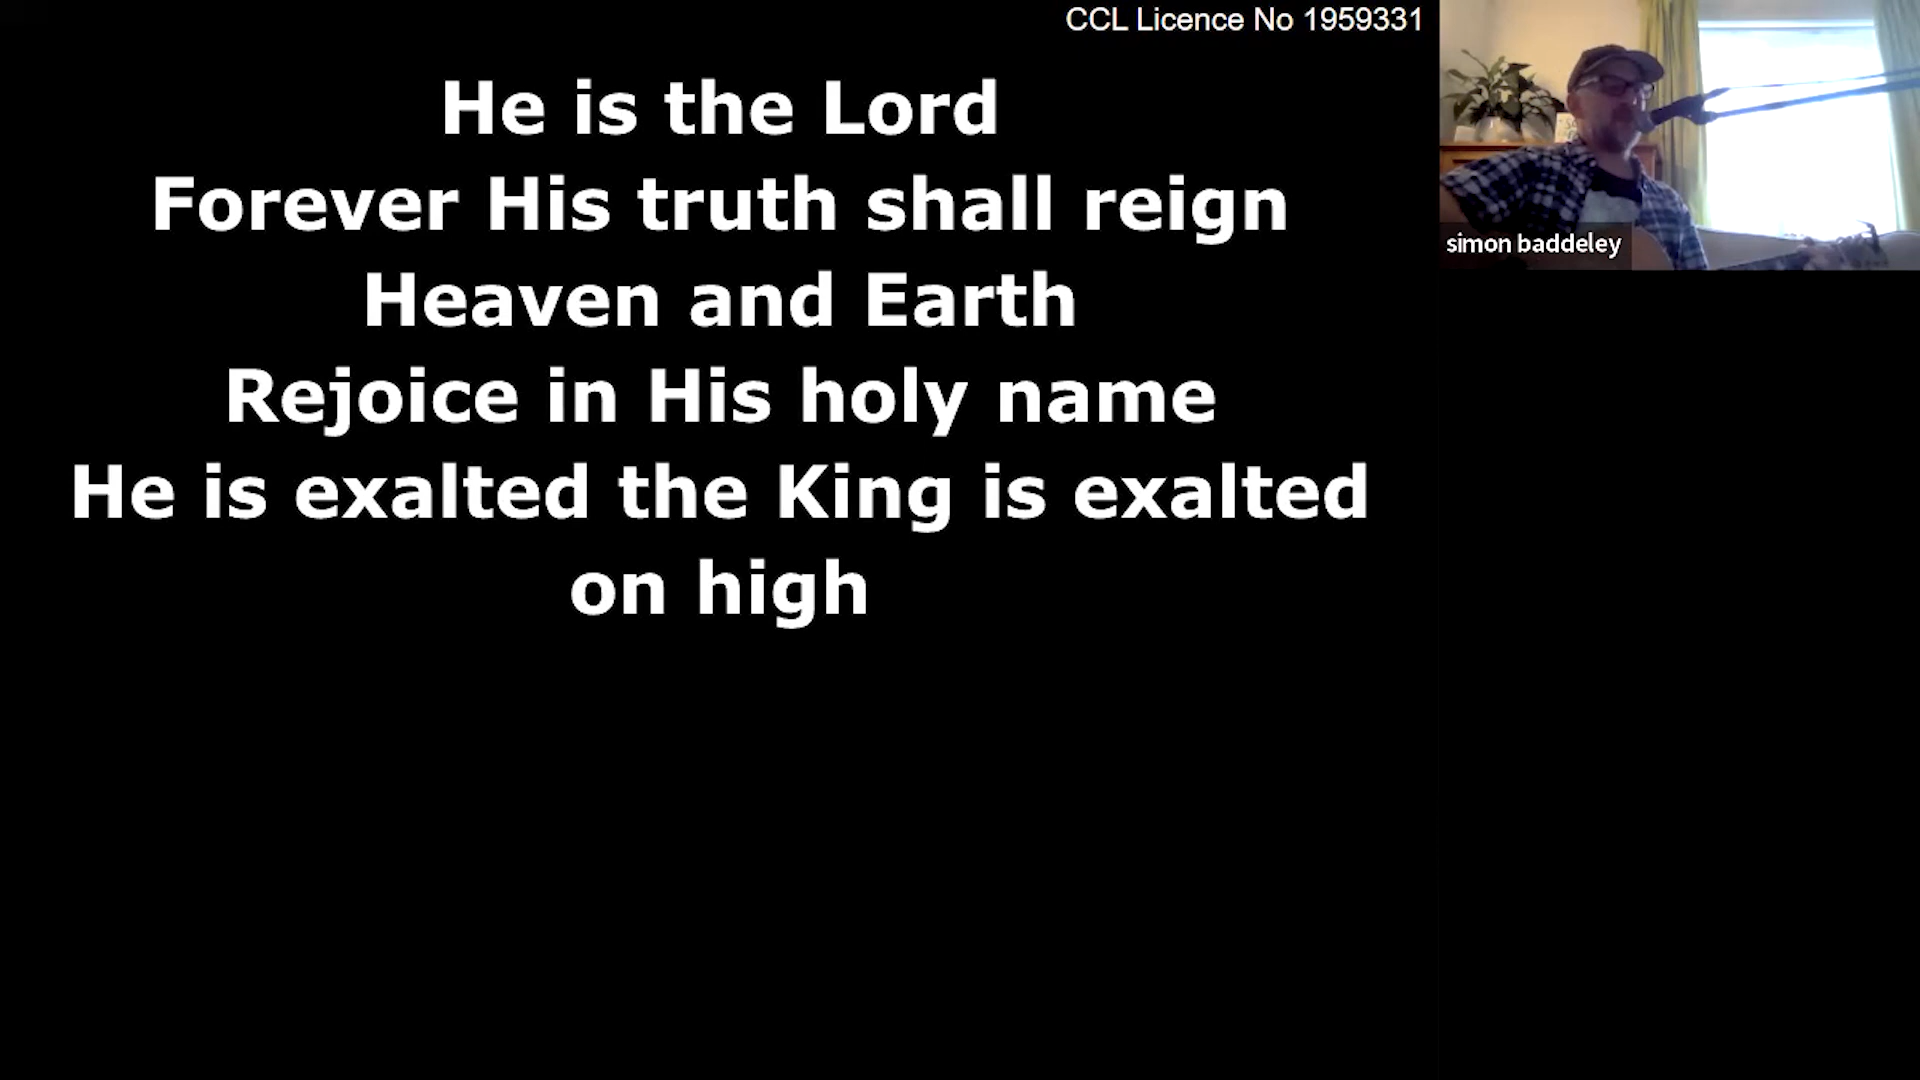 CCL Licence No 1959331
He is the Lord
Forever His truth shall reign
Heaven and Earth
Rejoice in His holy name
He is exalted the King is exalted
on high
simon baddeley